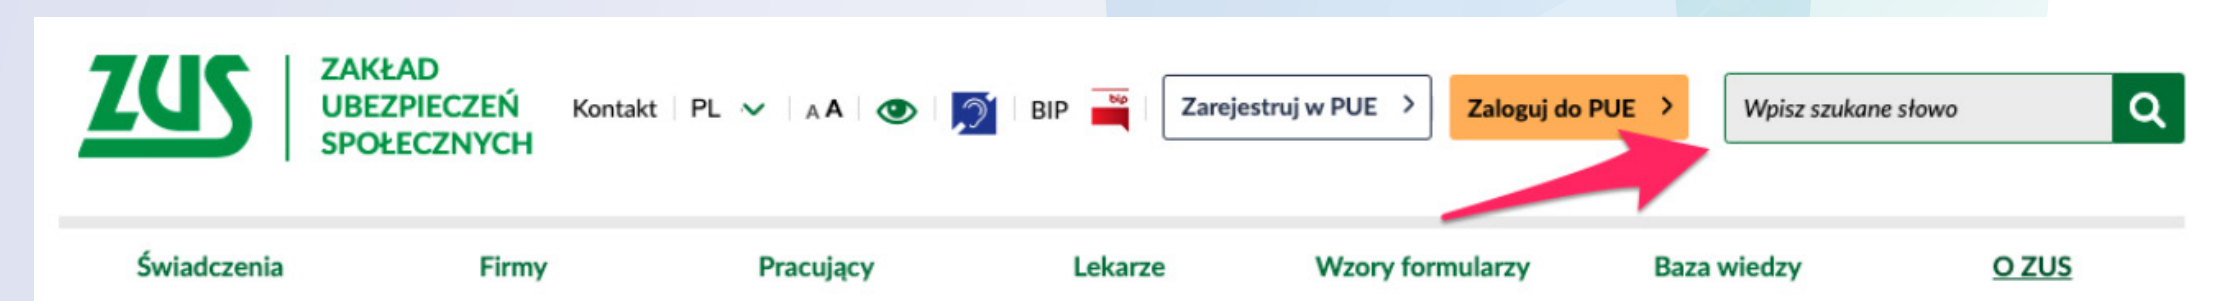 ZUS
ZAKŁAD
UBEZPIECZEŃ
SPOŁECZNYCH
Kontakt
PL
A A
BIP
bip
Zarejestruj w PUE >
Zaloguj do PUE >
Wpisz szukane słowo
Świadczenia
Firmy
Pracujący
Lekarze
Wzory formularzy
Baza wiedzy
O ZUS